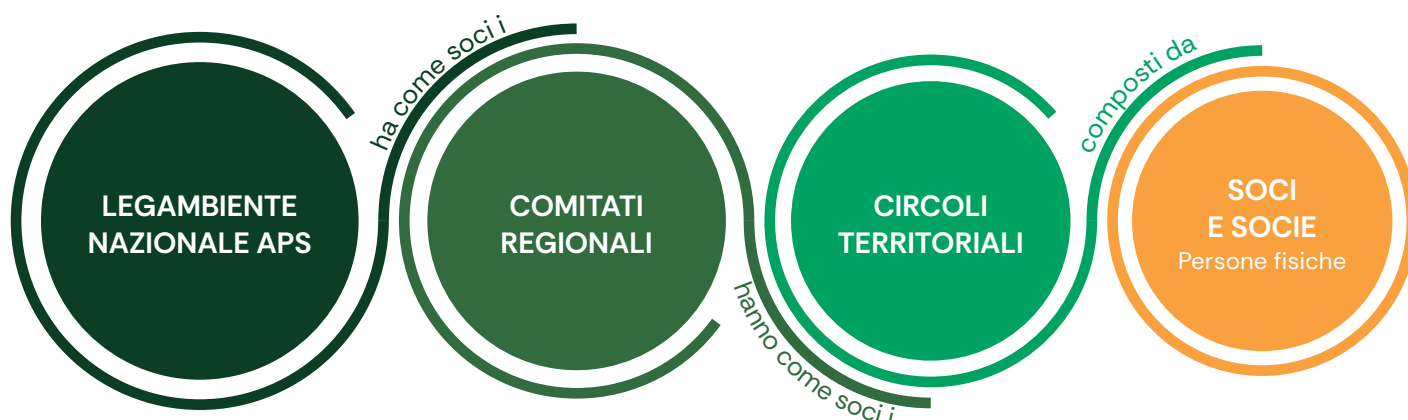 LEGAMBIENTE
NAZIONALE APS
ha come soci i
COMITATI
REGIONALI
hanno come soci i
CIRCOLI
TERRITORIALI
composti da
SOCI
E SOCIE
Persone fisiche